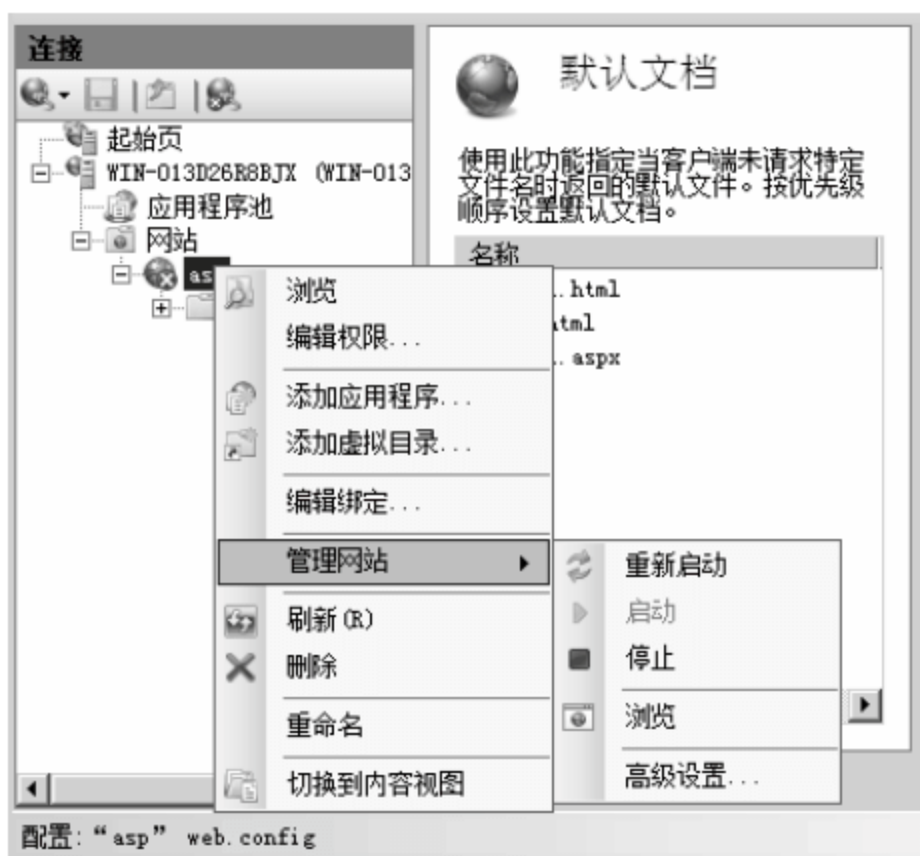 连接
默认文档
起始页
WIN-013D26R8BJX (WIN-013
应用程序池
网站
as
使用此功能指定当客户端未请求特定
文件名时返回的默认文件。按优先级
顺序设置默认文档。
名称
.html
tml
.aspx
浏览
编辑权限...
添加应用程序...
添加虚拟目录...
编辑绑定...
管理网站
刷新(R)
删除
重命名
切换到内容视图
重新启动
启动
停止
浏览
高级设置...
配置:“asp” web.config